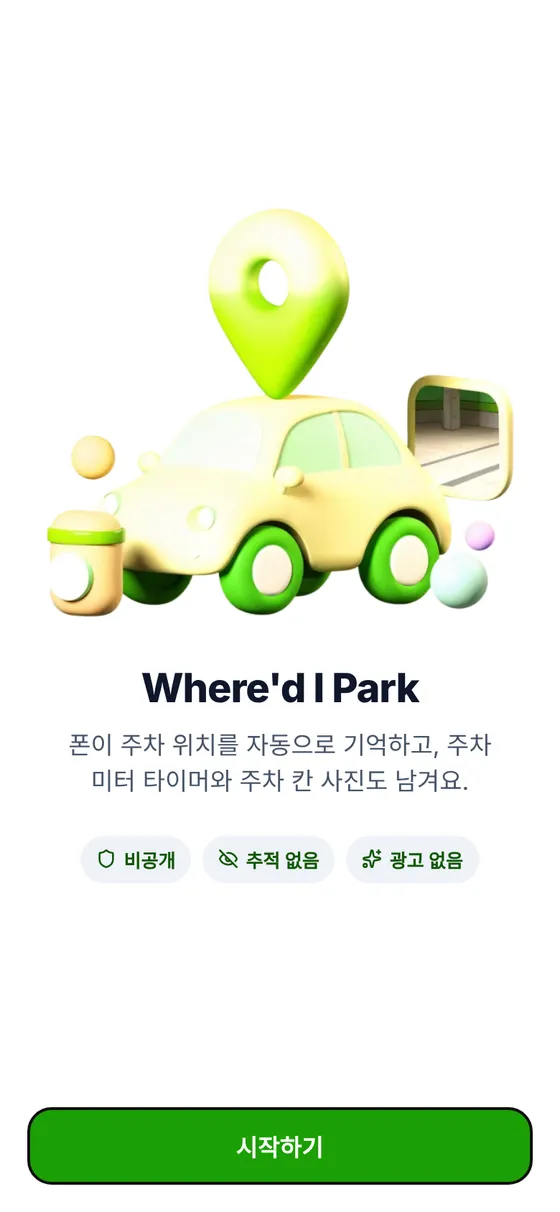 Where'd I Park
폰이 주차 위치를 자동으로 기억하고, 주차
미터 타이머와 주차 칸 사진도 남겨요.
비공개
추적 없음
광고 없음
시작하기